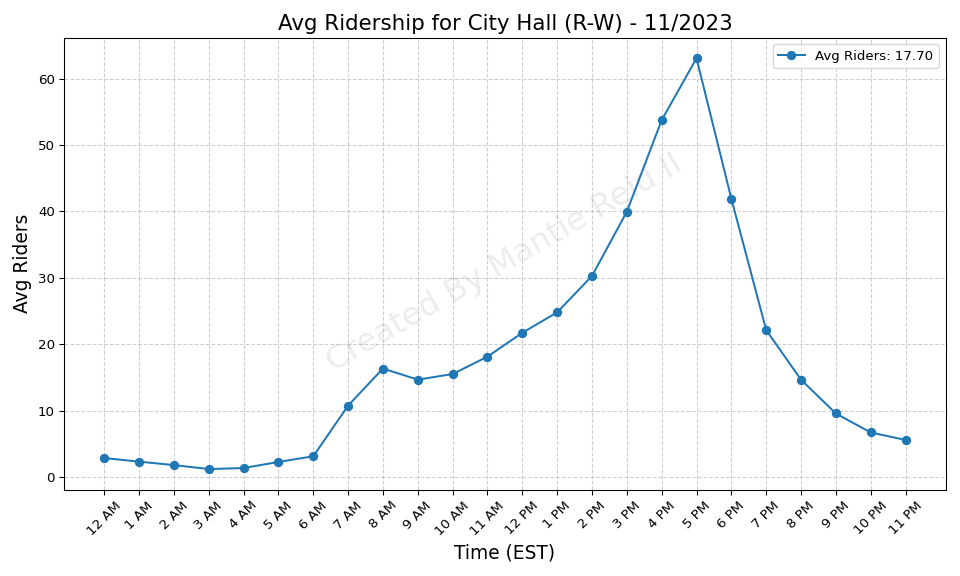 Avg Ridership for City Hall (R-W) - 11/2023
Avg Riders: 17.70
60
50
40
30
20
10
0
Avg Riders
Created By Mantie Reid II
12 AM
1 AM
2 AM
3 AM
4 AM
5 AM
6 AM
7 AM
8 AM
9 AM
10 AM
11 AM
12 PM
1 PM
2 PM
3 PM
4 PM
5 PM
6 PM
7 PM
8 PM
9 PM
10 PM
11 PM
Time (EST)